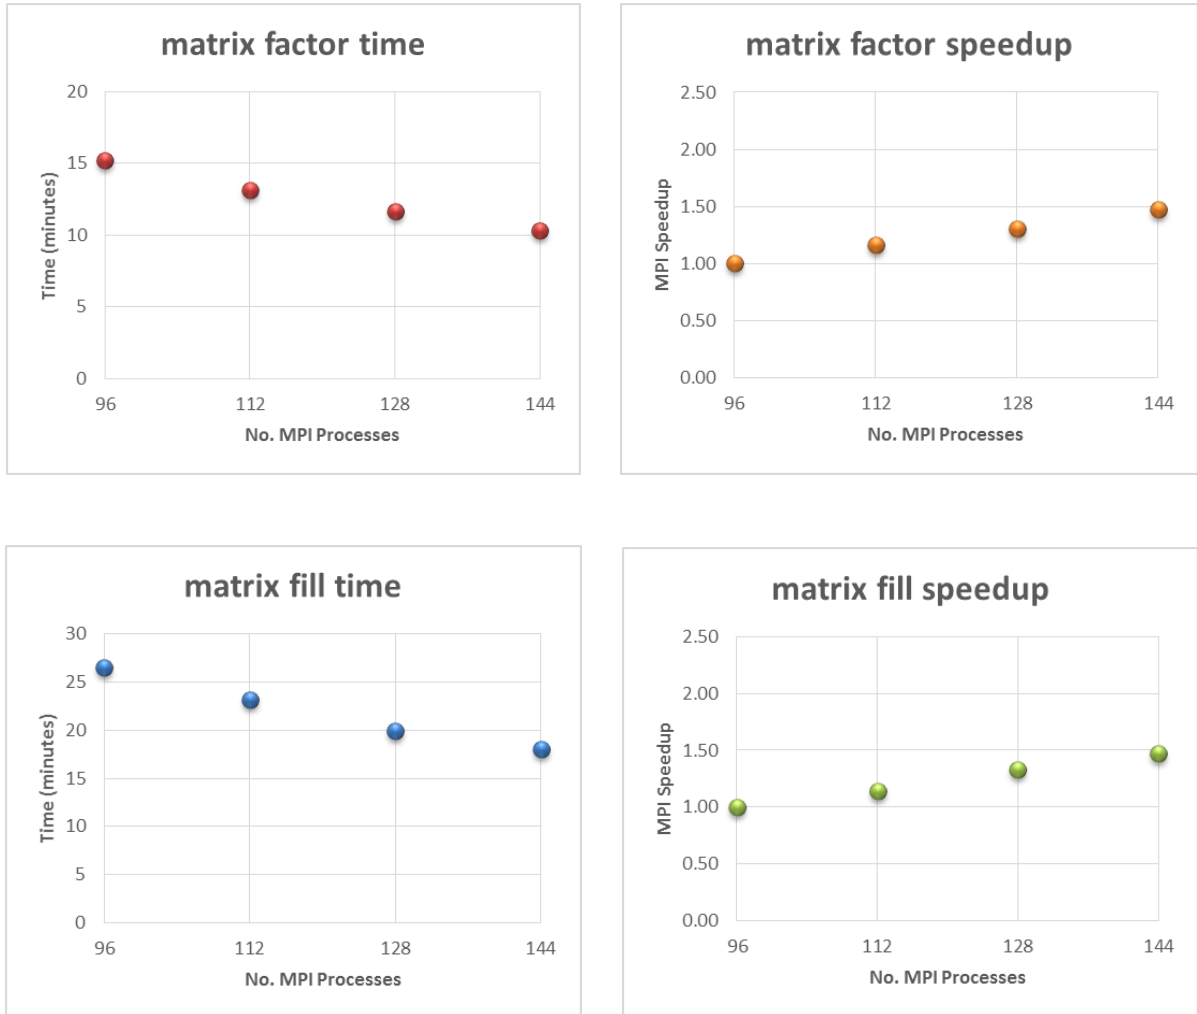 matrix factor time
20
15
10
5
0
Time (minutes)
96 112 128 144
No. MPI Processes
matrix factor speedup
2.50
2.00
1.50
1.00
0.50
0.00
MPI Speedup
96 112 128 144
No. MPI Processes
matrix fill time
30
25
20
15
10
5
0
Time (minutes)
96 112 128 144
No. MPI Processes
matrix fill speedup
2.50
2.00
1.50
1.00
0.50
0.00
MPI Speedup
96 112 128 144
No. MPI Processes